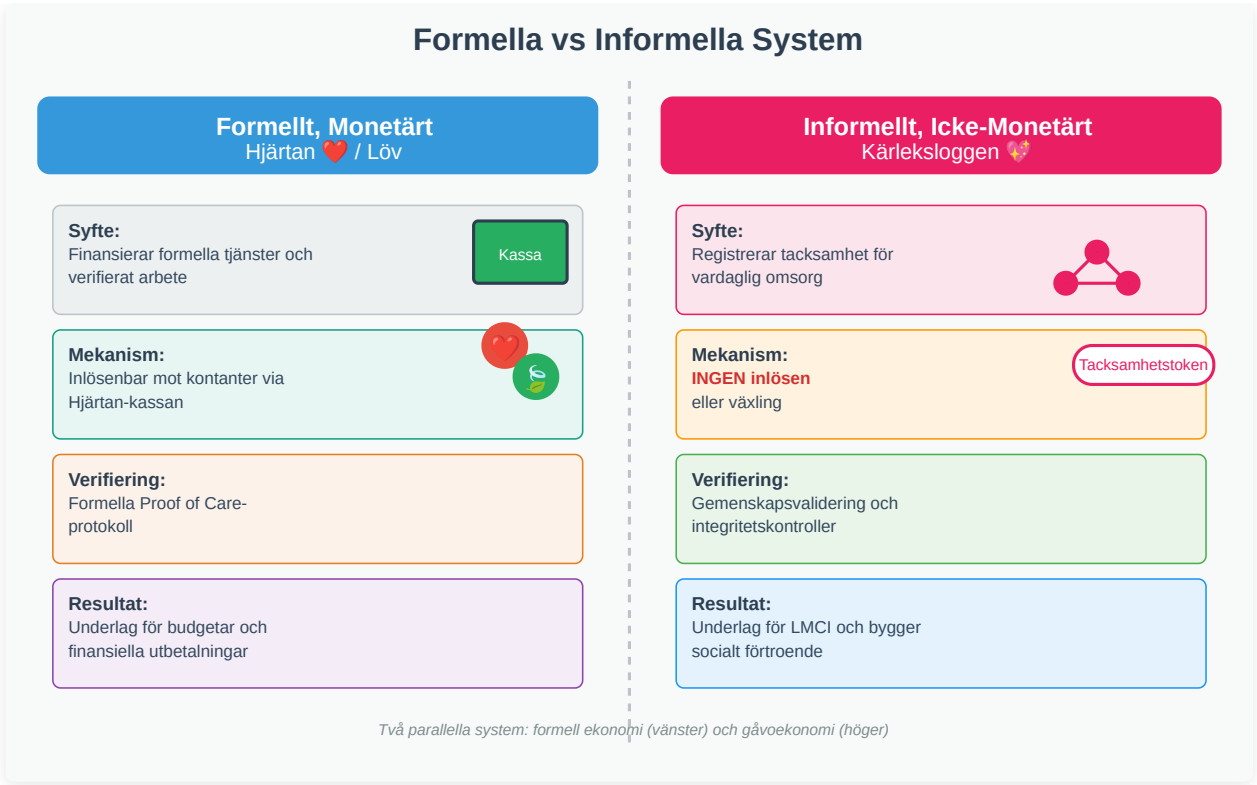 Formella vs Informella System
Formellt, Monetärt
Hjärtan ❤️ / Löv
Syfte:
Finansierar formella tjänster och
verifierat arbete
Kassa
Mekanism:
Inlösenbar mot kontanter via
Hjärtan-kassan
Verifiering:
Formella Proof of Care-
protokoll
Resultat:
Underlag för budgetar och
finansiella utbetalningar
Informellt, Icke-Monetärt
Kärleksloggen 💖
Syfte:
Registrerar tacksamhet för
vardaglig omsorg
Mekanism:
INGEN inlösen
eller växling
Tacksamhetstoken
Verifiering:
Gemenskapsvalidering och
integritetskontroller
Resultat:
Underlag för LMCI och bygger
socialt förtroende
Två parallella system: formell ekonomi (vänster) och gåvoekonomi (höger)